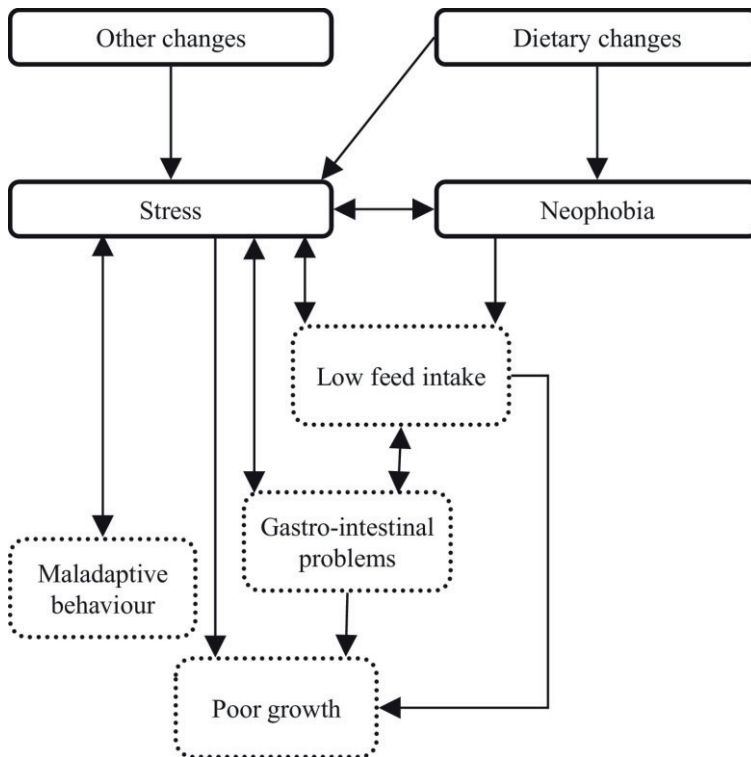 Other changes
Dietary changes
Stress
Neophobia
Low feed intake
Gastro-intestinal
problems
Maladaptive
behaviour
Poor growth